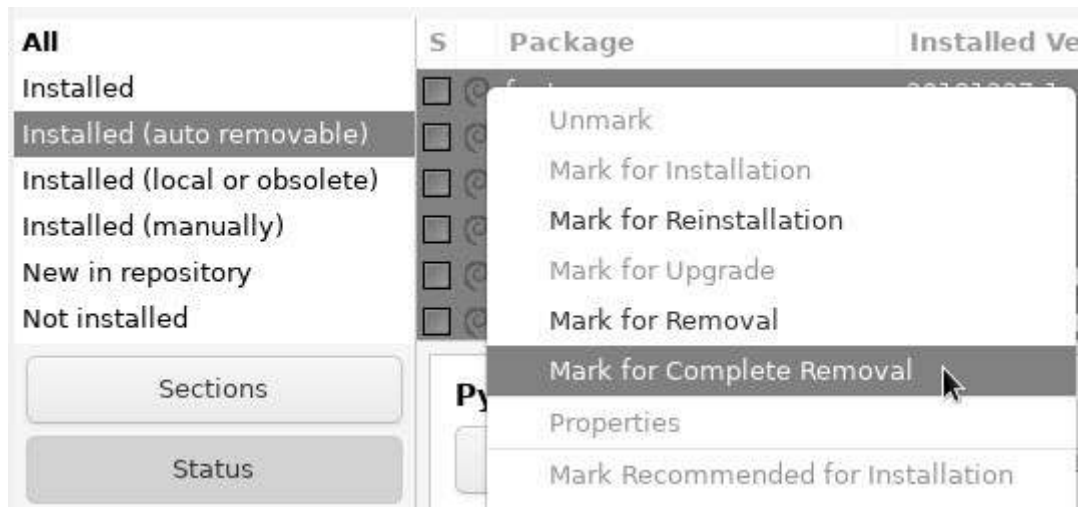 All
Installed
Installed (auto removable)
Installed (local or obsolete)
Installed (manually)
New in repository
Not installed
Sections
Status
S Package Installed Ve
Unmark
Mark for Installation
Mark for Reinstallation
Mark for Upgrade
Mark for Removal
Mark for Complete Removal
Properties
Mark Recommended for Installation
Py